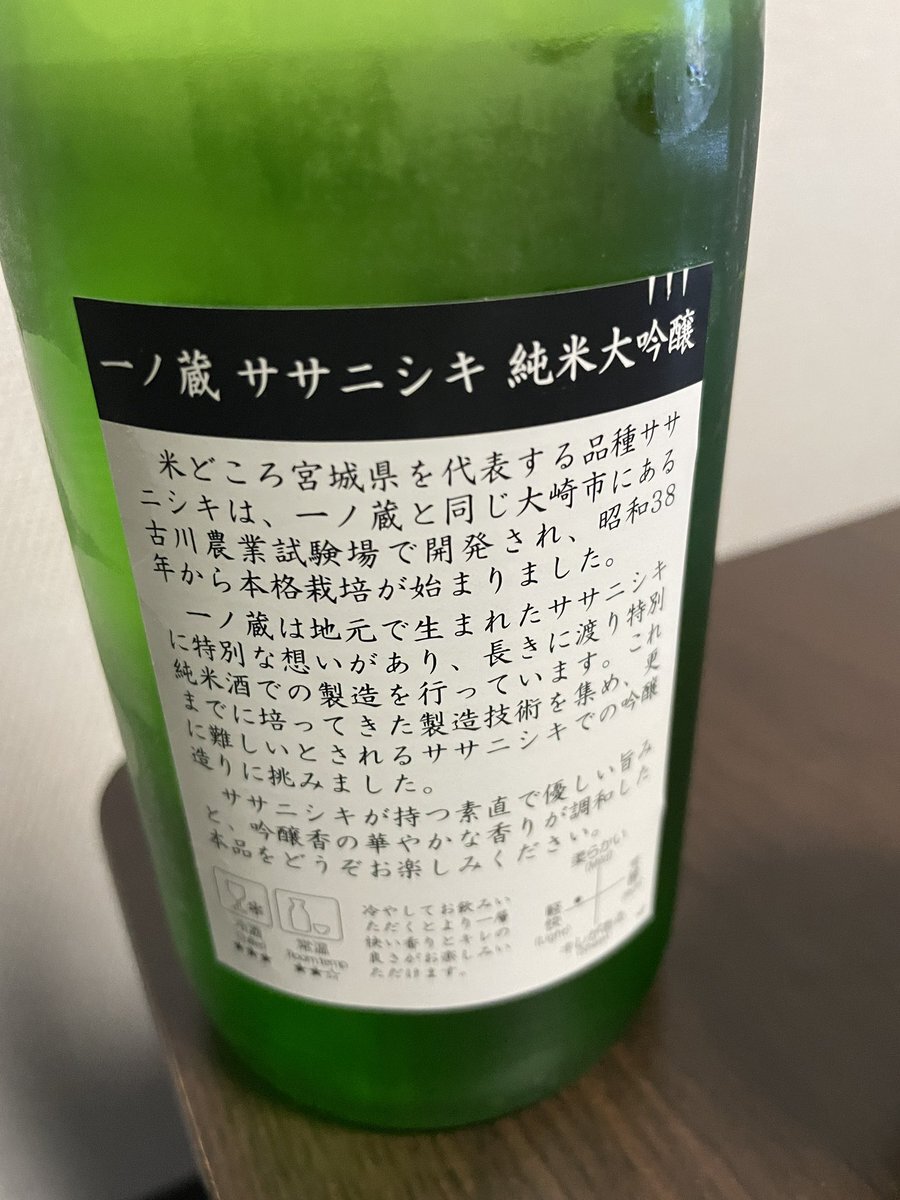 一ノ蔵 ササニシキ 純米大吟醸
米どころ宮城県を代表する品種ササ
ニシキは、一ノ蔵と同じ大崎市にある
古川農業試験場で開発され、昭和38
年から本格栽培が始まりました。
一ノ蔵は地元で生まれたササニシキ
に特別な想いがあり、長きに渡り特別
純米酒での製造を行っています。これ
までに培ってきた製造技術を集め、更
に難しいとされるササニシキでの吟醸
造りに挑みました。
ササニシキが持つ素直で優しい旨み
と、吟醸香の華やかな香りが調和した
本品をどうぞお楽しみください。
冷やしてお飲みい
ただくとより一層
快い香りとキレの
良さがお楽しみい
ただけます。
常温
Room temp
★★★
★★☆
柔らかい
(Mild)
軽快
(Light)